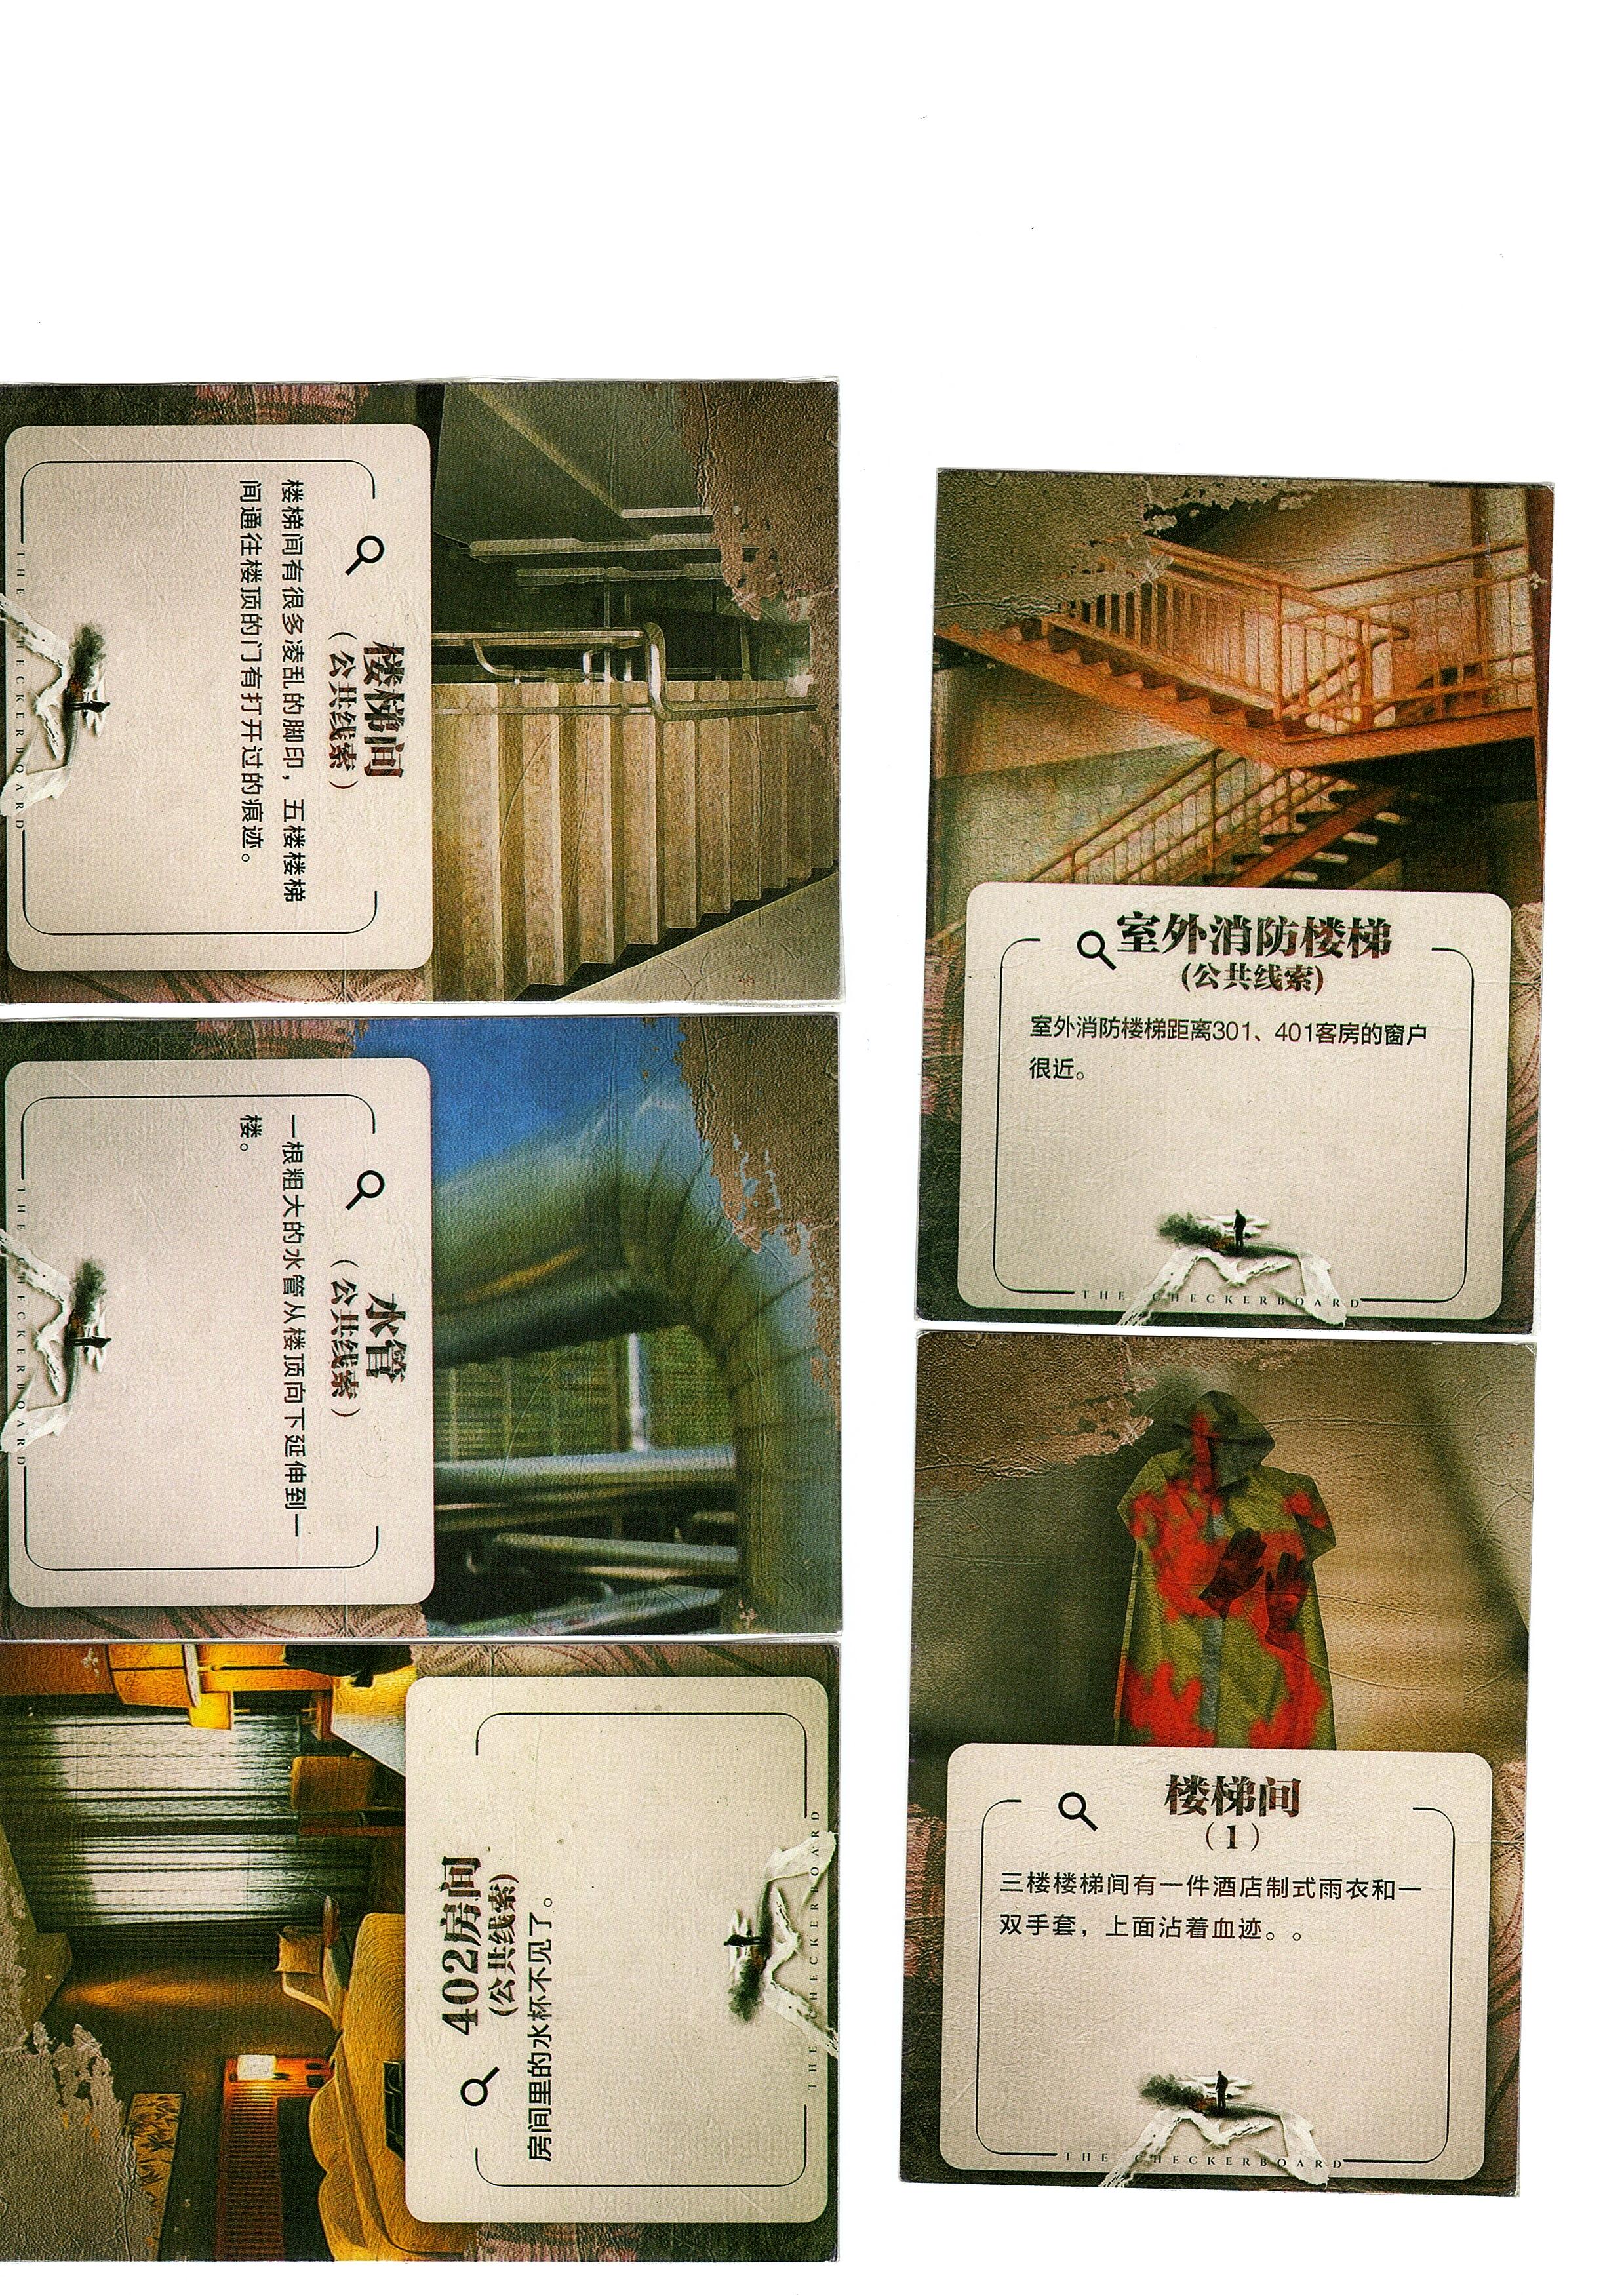 楼梯间
（公共线索）
楼梯间有很多凌乱的脚印，五楼楼梯
间通往楼顶的门有打开过的痕迹。
THE CHECKERBOARD
水管
（公共线索）
一根粗大的水管从楼顶向下延伸到一
楼。
THE CHECKERBOARD
402房间
(公共线索)
房间里的水杯不见了。
THE CHECKERBOARD
室外消防楼梯
(公共线索)
室外消防楼梯距离301、401客房的窗户
很近。
THE CHECKERBOARD
楼梯间
（1）
三楼楼梯间有一件酒店制式雨衣和一
双手套，上面沾着血迹。。
THE CHECKERBOARD